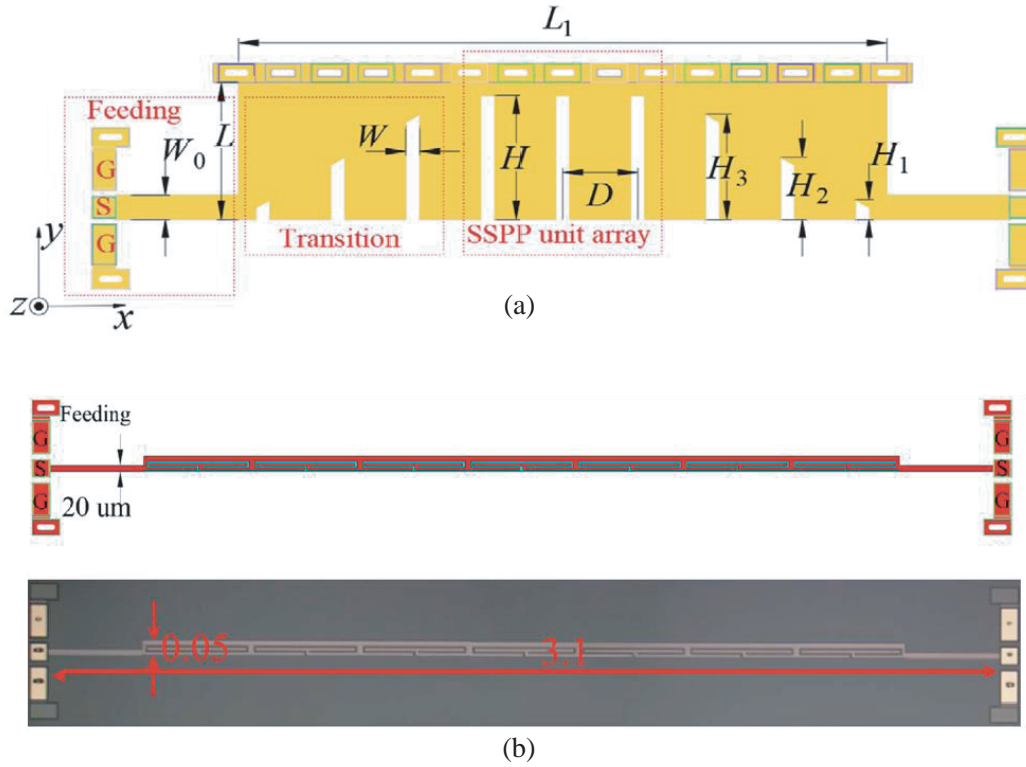 L₁
Feeding
G
W₀
L
W
H
H₃
H₂
H₁
S
D
G
Transition
SSPP unit array
y
z
x
(a)
Feeding
G
G
S
S
G
G
20 um
0.05
3.1
(b)